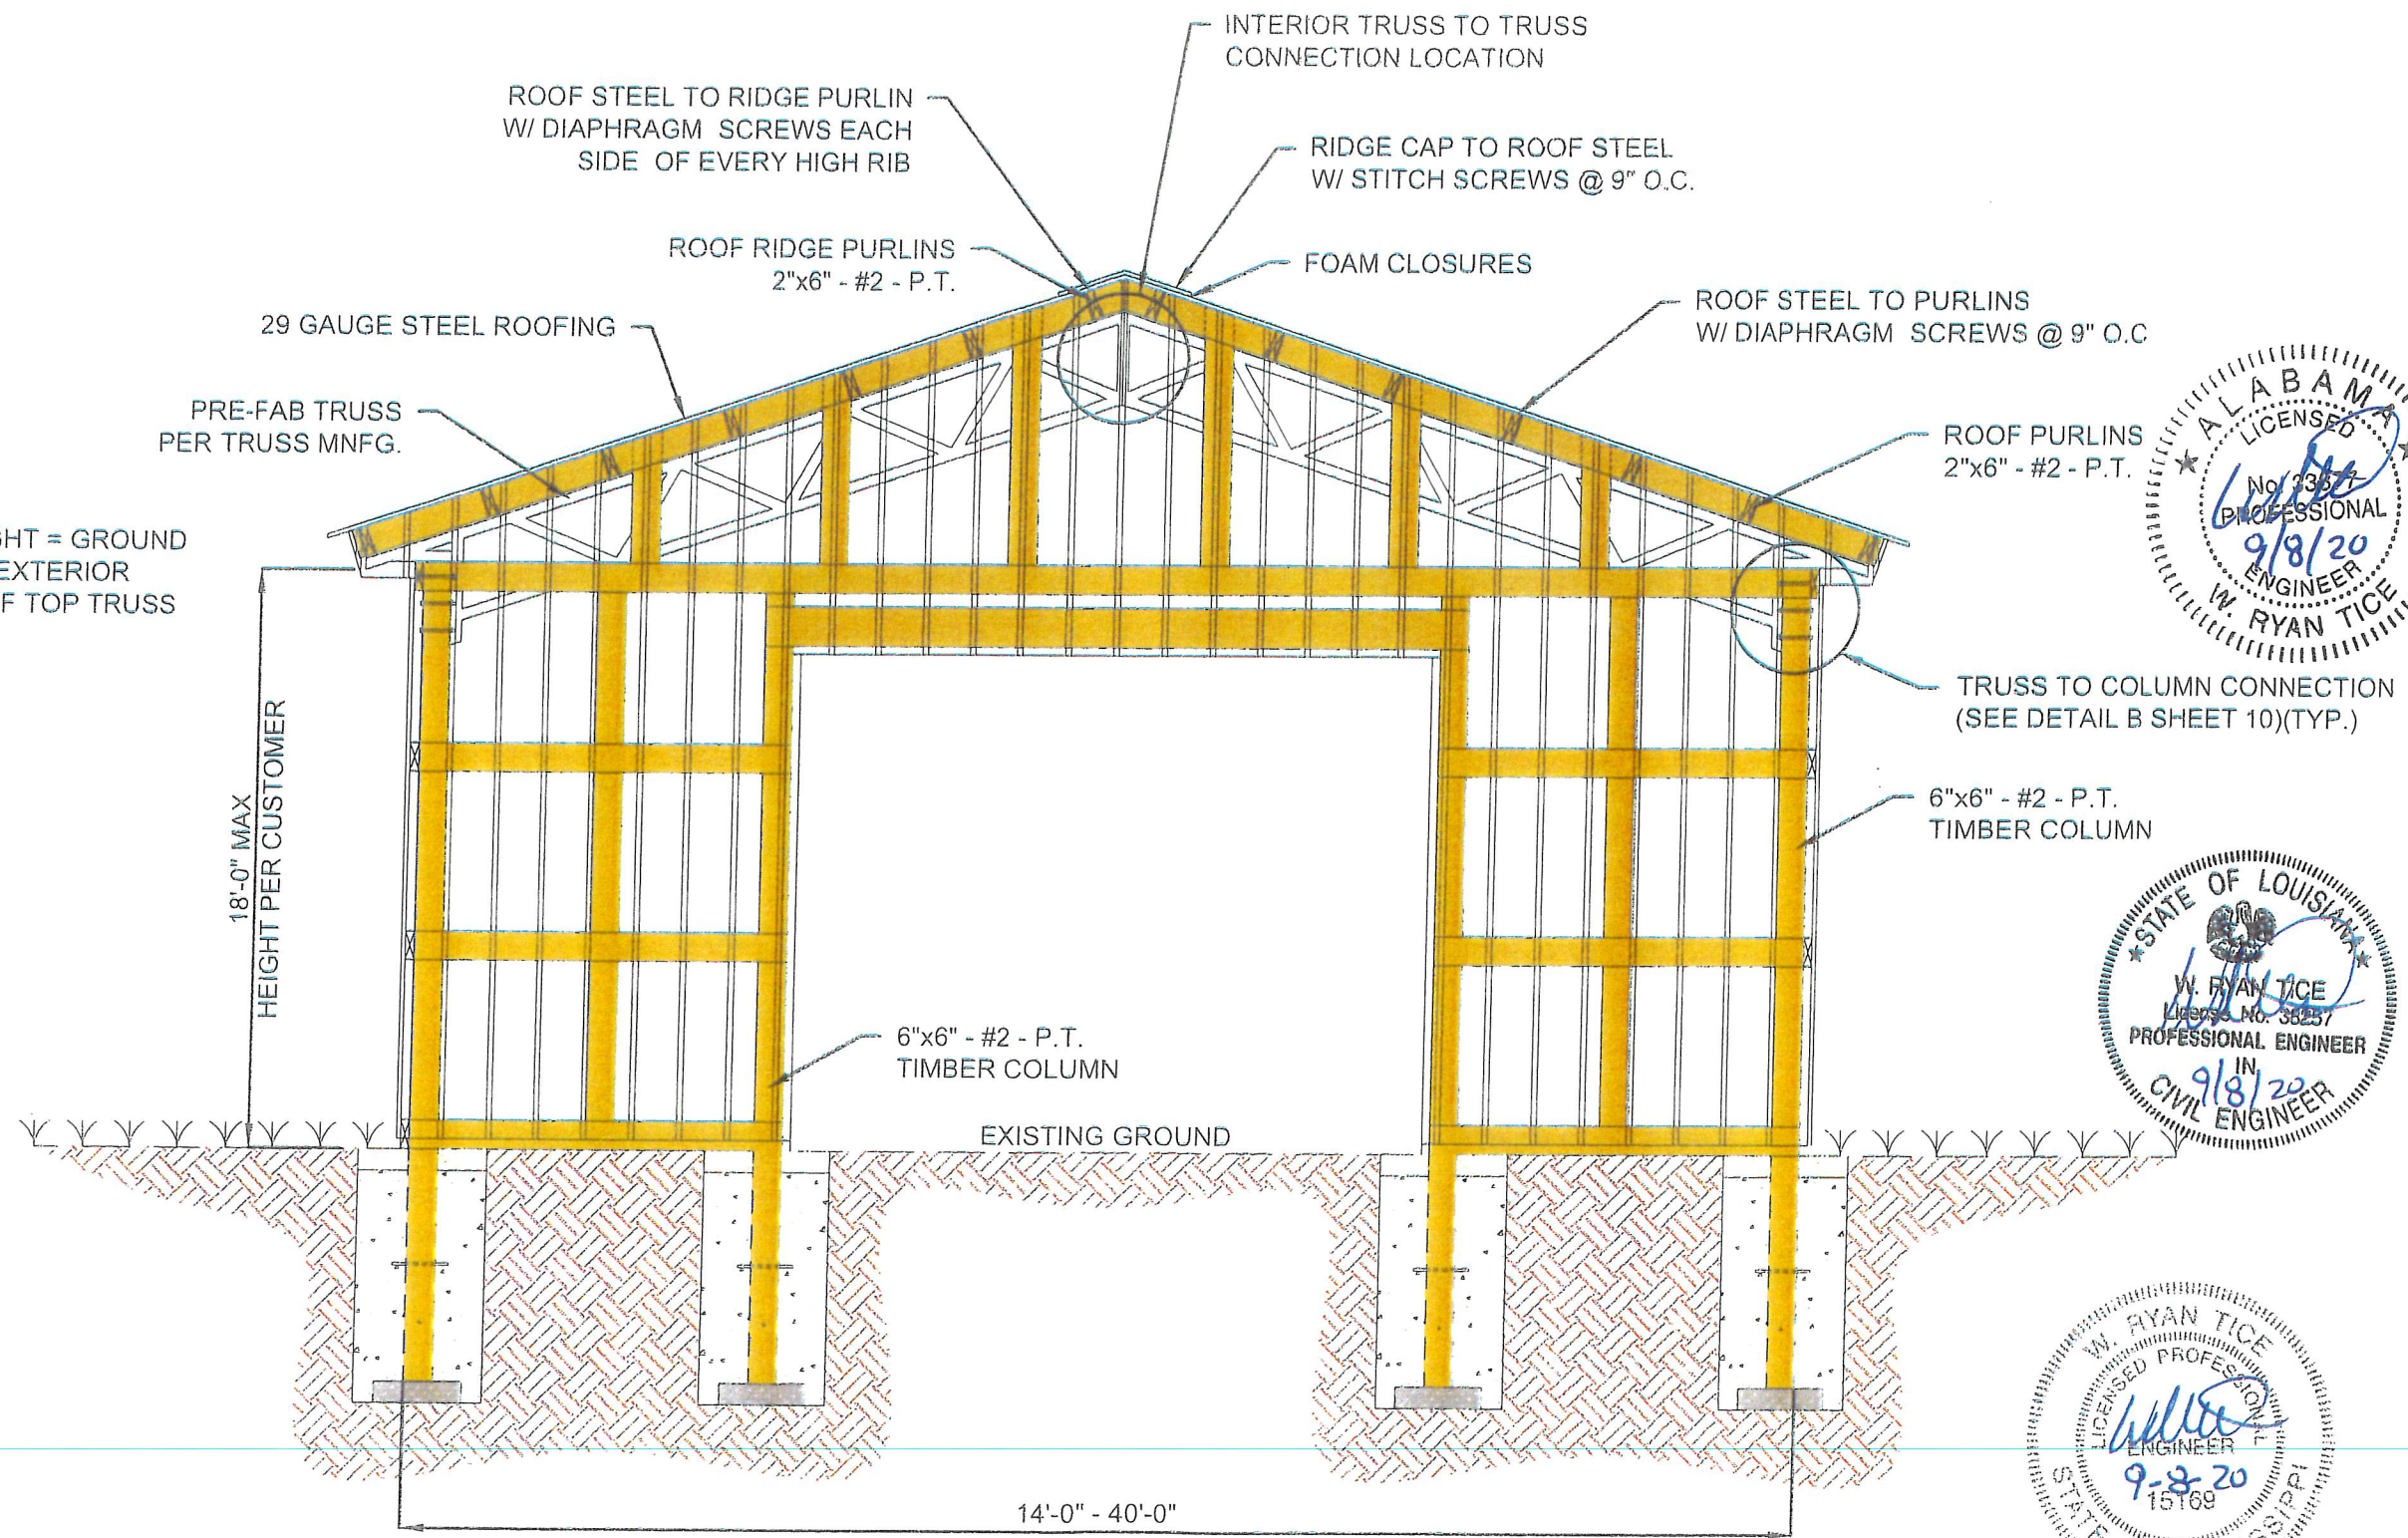 INTERIOR TRUSS TO TRUSS
CONNECTION LOCATION
ROOF STEEL TO RIDGE PURLIN
W/ DIAPHRAGM SCREWS EACH
SIDE OF EVERY HIGH RIB
RIDGE CAP TO ROOF STEEL
W/ STITCH SCREWS @ 9" O.C.
ROOF RIDGE PURLINS
2"x6" - #2 - P.T.
FOAM CLOSURES
29 GAUGE STEEL ROOFING
ROOF STEEL TO PURLINS
W/ DIAPHRAGM SCREWS @ 9" O.C
PRE-FAB TRUSS
PER TRUSS MNFG.
ROOF PURLINS
2"x6" - #2 - P.T.
GHT = GROUND
EXTERIOR
F TOP TRUSS
ALABAMA
LICENSED
No.
PROFESSIONAL
9/8/20
ENGINEER
W. RYAN TICE
TRUSS TO COLUMN CONNECTION
(SEE DETAIL B SHEET 10)(TYP.)
18'-0" MAX
HEIGHT PER CUSTOMER
6"x6" - #2 - P.T.
TIMBER COLUMN
STATE OF LOUISIANA
W. RYAN TICE
License No. 38257
PROFESSIONAL ENGINEER
IN
9/8/20
CIVIL ENGINEER
6"x6" - #2 - P.T.
TIMBER COLUMN
EXISTING GROUND
W. RYAN TICE
LICENSED PROFESSIONAL
ENGINEER
9-8-20
15169
14'-0" - 40'-0"